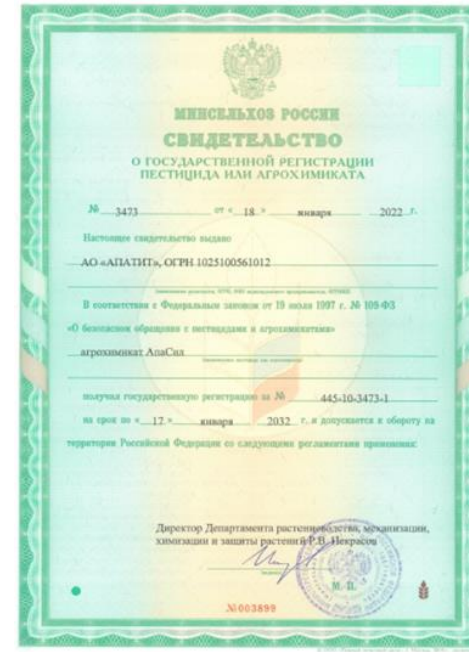 МИНСЕЛЬХОЗ РОССИИ
СВИДЕТЕЛЬСТВО
О ГОСУДАРСТВЕННОЙ РЕГИСТРАЦИИ
ПЕСТИЦИДА ИЛИ АГРОХИМИКАТА
№ 3473 от « 18 » января 2022 г.
Настоящее свидетельство выдано
АО «АПАТИТ», ОГРН 1025100561012
В соответствии с Федеральным законом от 19 июля 1997 г. № 109-ФЗ
«О безопасном обращении с пестицидами и агрохимикатами»
агрохимикат АпаСил
получил государственную регистрацию за № 445-10-3473-1
на срок по « 17 » января 2032 г. и допускается к обороту на
территории Российской Федерации со следующими регламентами применения:
Директор Департамента растениеводства, механизации,
химизации и защиты растений Р.В. Некрасов
М. П.
№003899